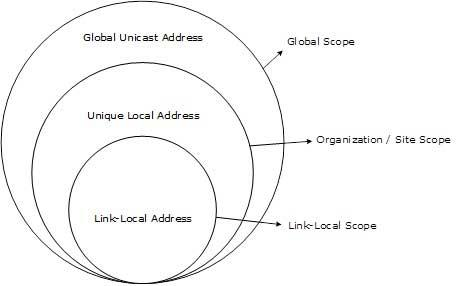 Global Unicast Address
Global Scope
Unique Local Address
Organization / Site Scope
Link-Local Address
Link-Local Scope